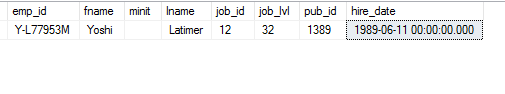 emp_id fname minit lname job_id job_lvl pub_id hire_date
Y-L77953M Yoshi Latimer 12 32 1389 1989-06-11 00:00:00.000